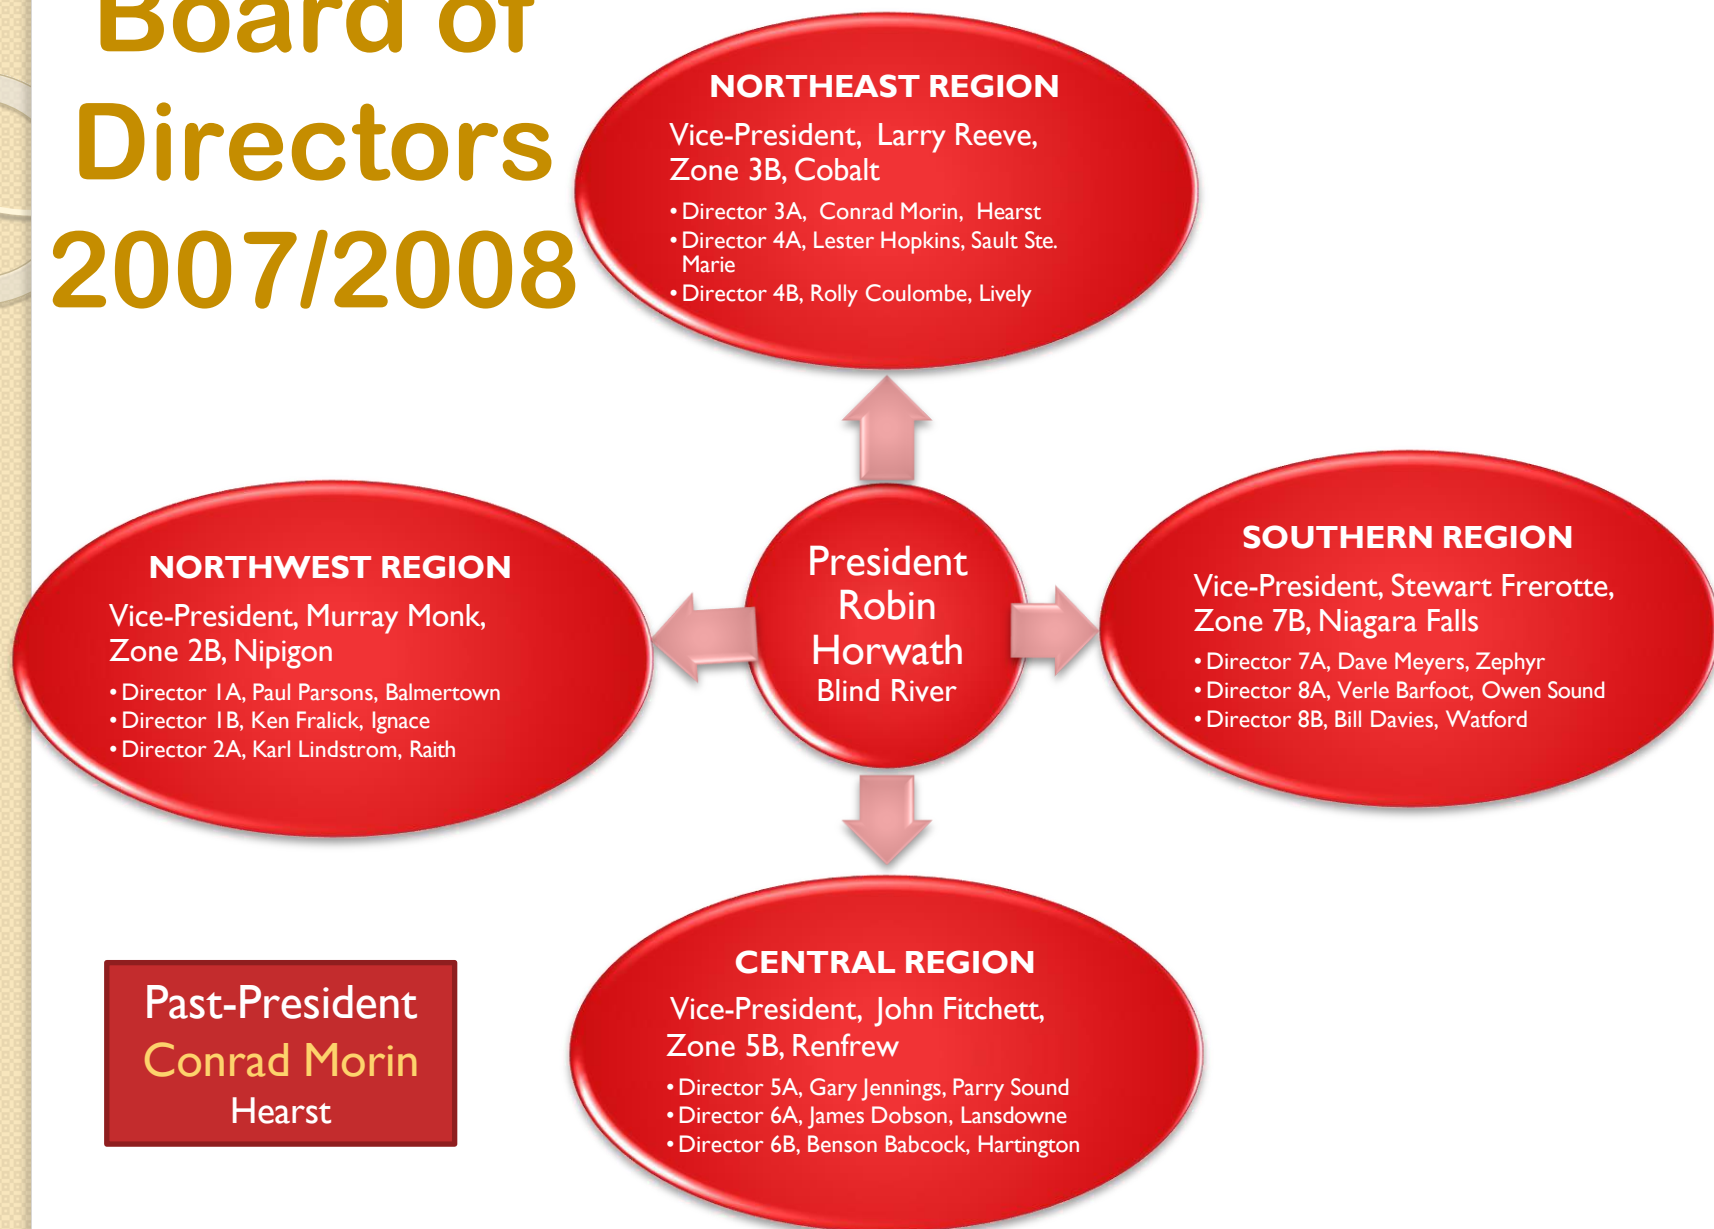 Board of
Directors
2007/2008
NORTHEAST REGION
Vice-President, Larry Reeve,
Zone 3B, Cobalt
• Director 3A, Conrad Morin, Hearst
• Director 4A, Lester Hopkins, Sault Ste.
Marie
• Director 4B, Rolly Coulombe, Lively
NORTHWEST REGION
Vice-President, Murray Monk,
Zone 2B, Nipigon
• Director 1A, Paul Parsons, Balmertown
• Director 1B, Ken Fralick, Ignace
• Director 2A, Karl Lindstrom, Raith
President
Robin
Horwath
Blind River
SOUTHERN REGION
Vice-President, Stewart Frerotte,
Zone 7B, Niagara Falls
• Director 7A, Dave Meyers, Zephyr
• Director 8A, Verle Barfoot, Owen Sound
• Director 8B, Bill Davies, Watford
CENTRAL REGION
Vice-President, John Fitchett,
Zone 5B, Renfrew
• Director 5A, Gary Jennings, Parry Sound
• Director 6A, James Dobson, Lansdowne
• Director 6B, Benson Babcock, Hartington
Past-President
Conrad Morin
Hearst